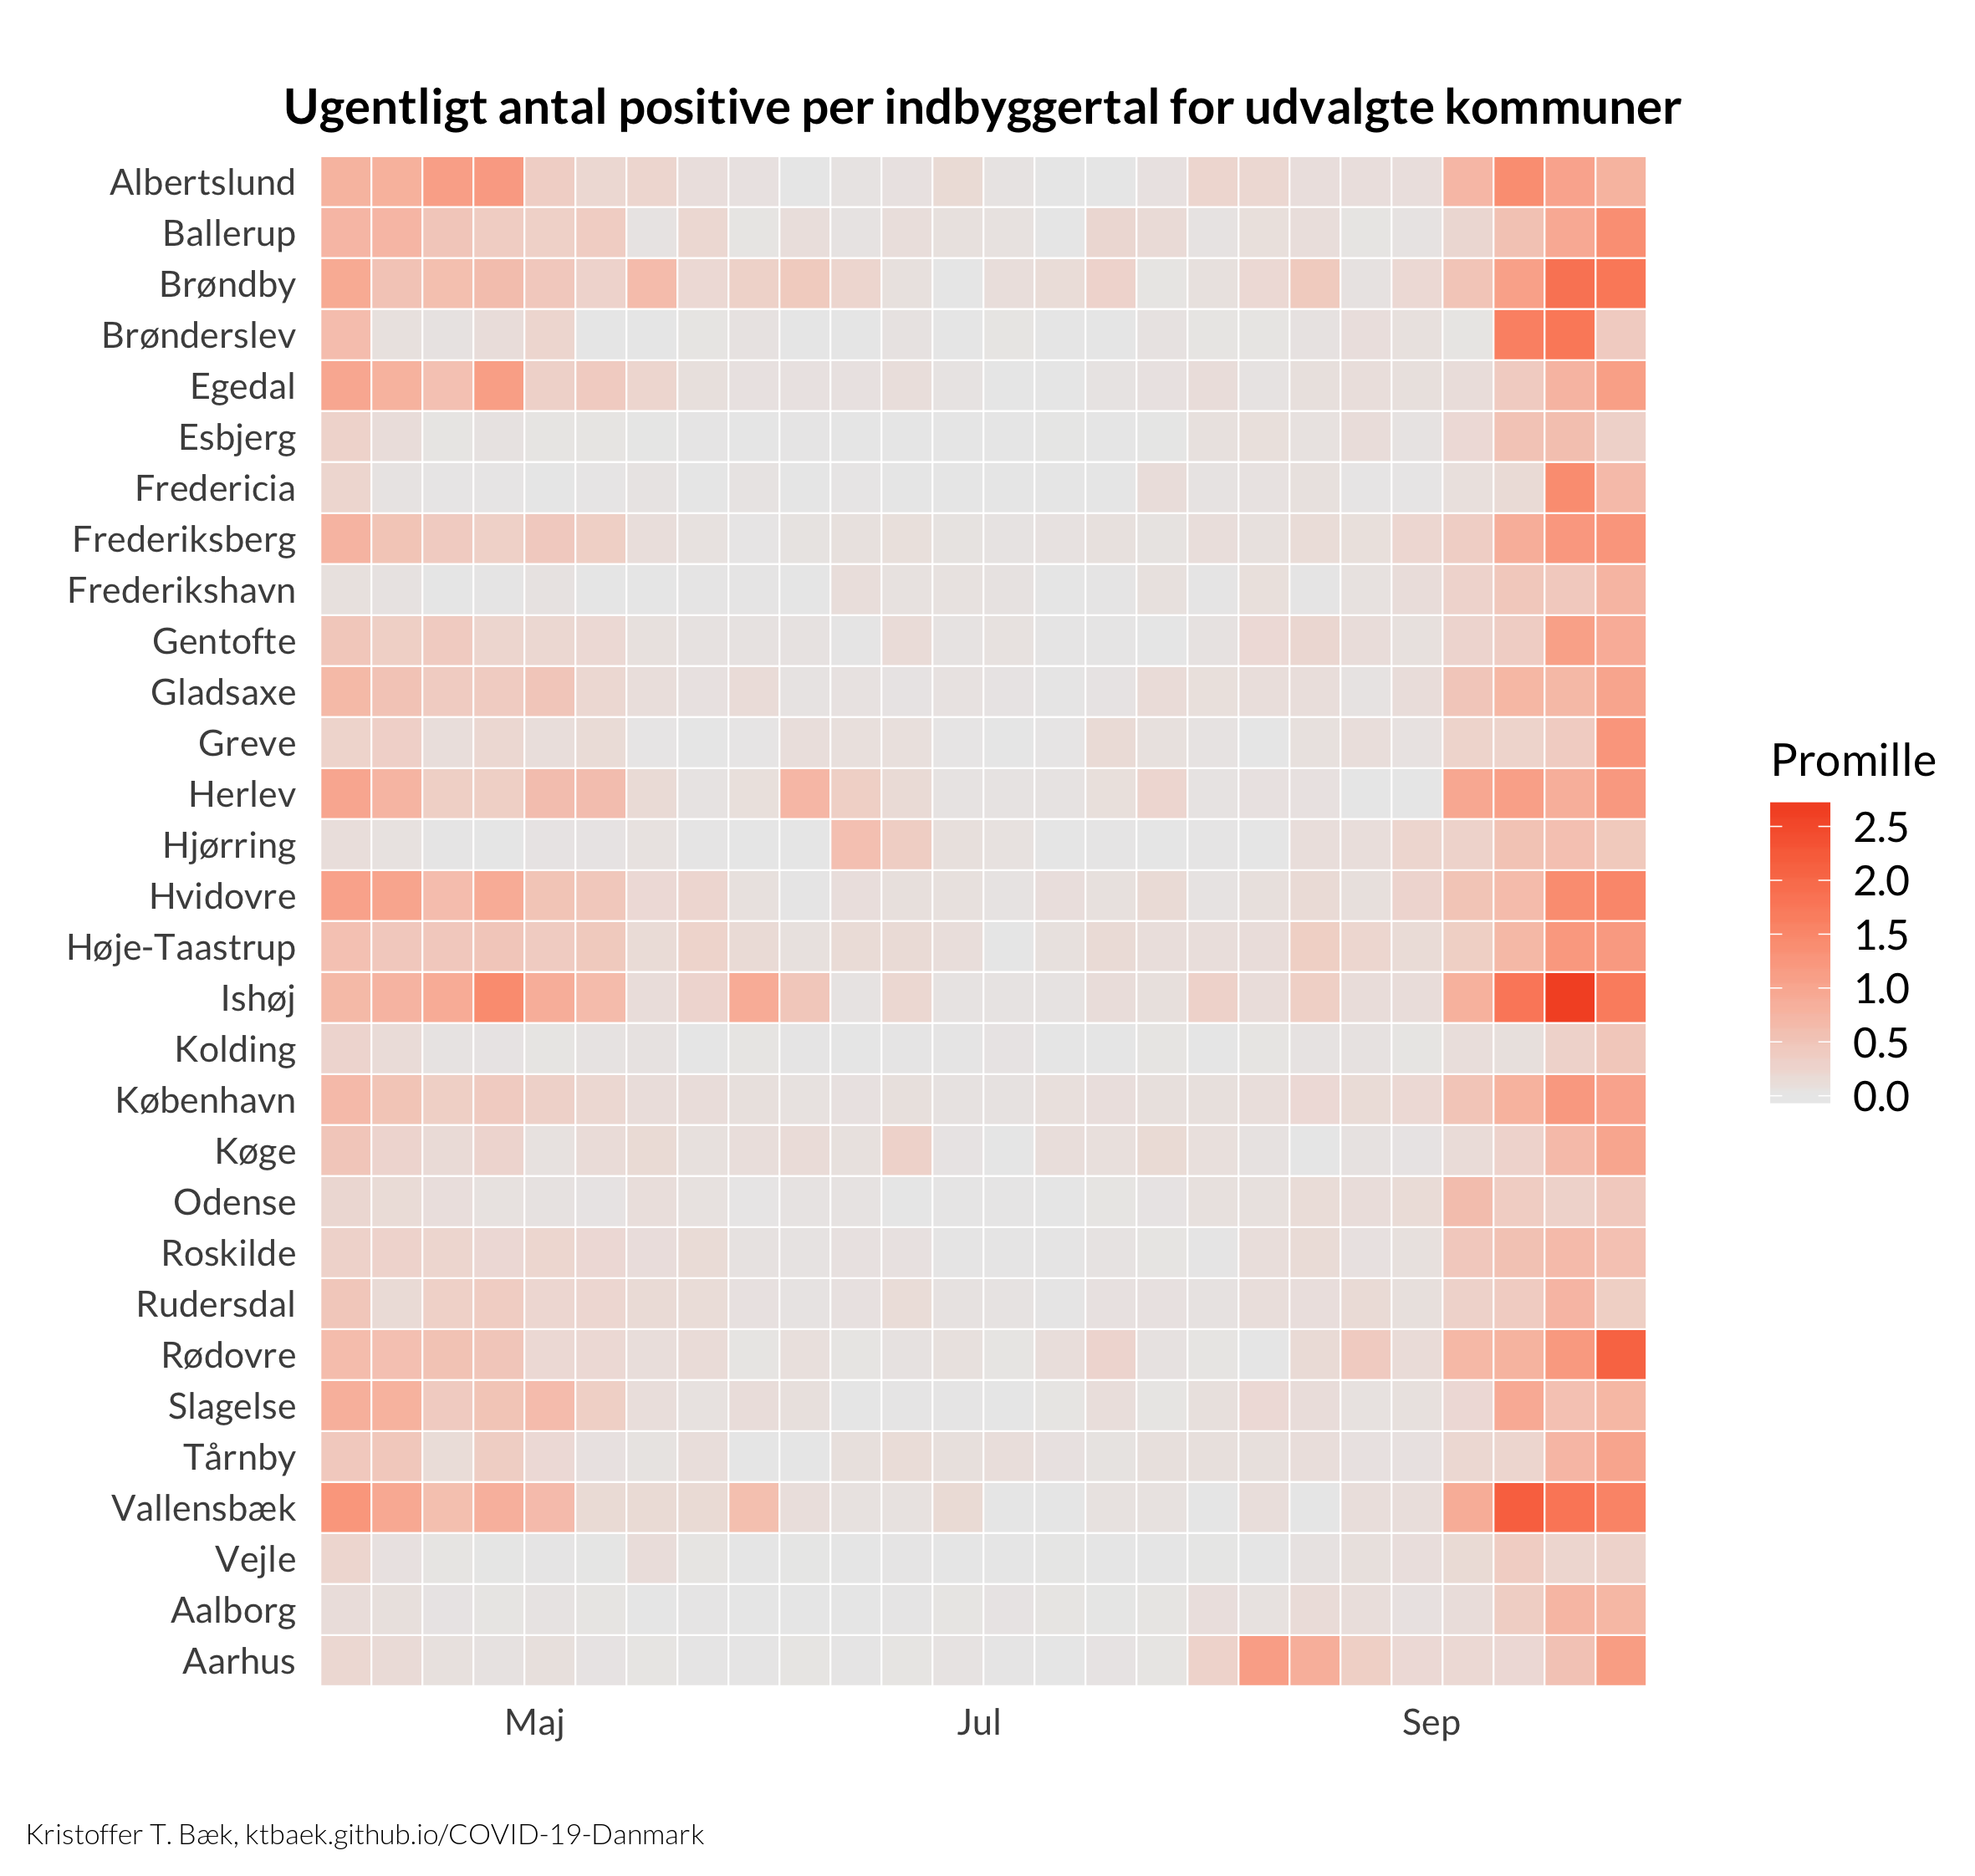 Ugentligt antal positive per indbyggertal for udvalgte kommuner
Albertslund
Ballerup
Brøndby
Brønderslev
Egedal
Esbjerg
Fredericia
Frederiksberg
Frederikshavn
Gentofte
Gladsaxe
Greve
Herlev
Hjørring
Hvidovre
Høje-Taastrup
Ishøj
Kolding
København
Køge
Odense
Roskilde
Rudersdal
Rødovre
Slagelse
Tårnby
Vallensbæk
Vejle
Aalborg
Aarhus
Maj Jul Sep
Promille
2.5
2.0
1.5
1.0
0.5
0.0
Kristoffer T. Bæk, ktbaek.github.io/COVID-19-Danmark